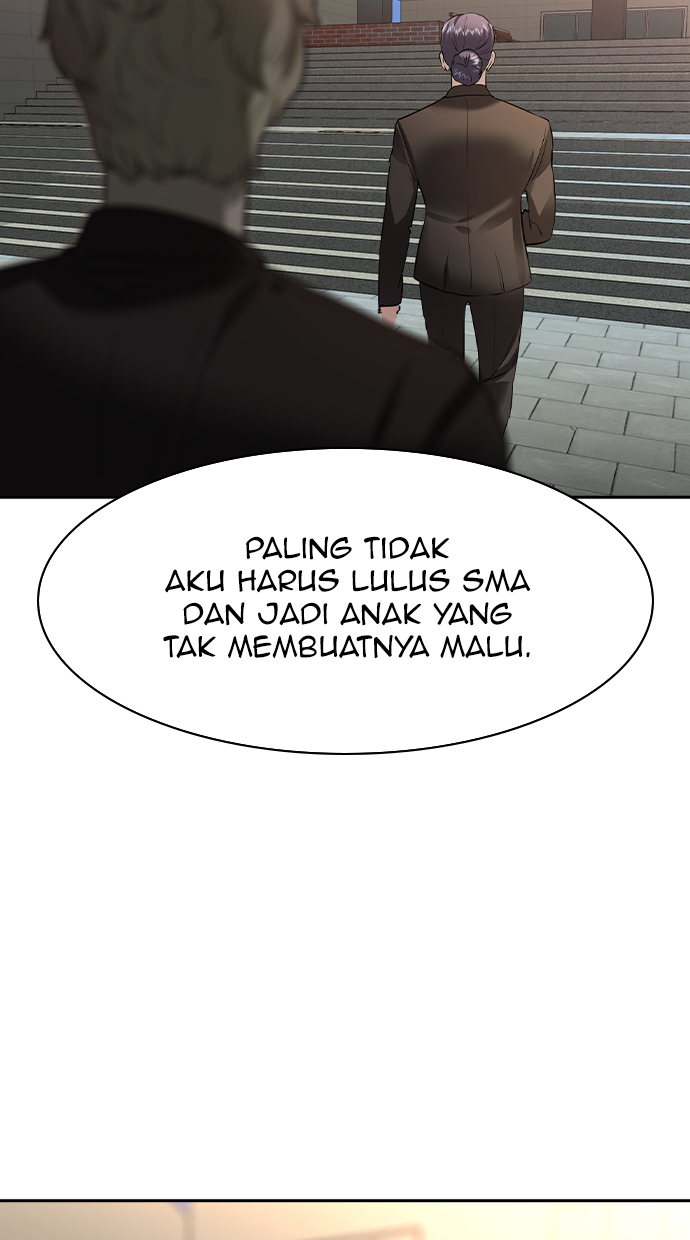 PALING TIDAK
AKU HARUS LULUS SMA
DAN JADI ANAK YANG
TAK MEMBUATNYA MALU.